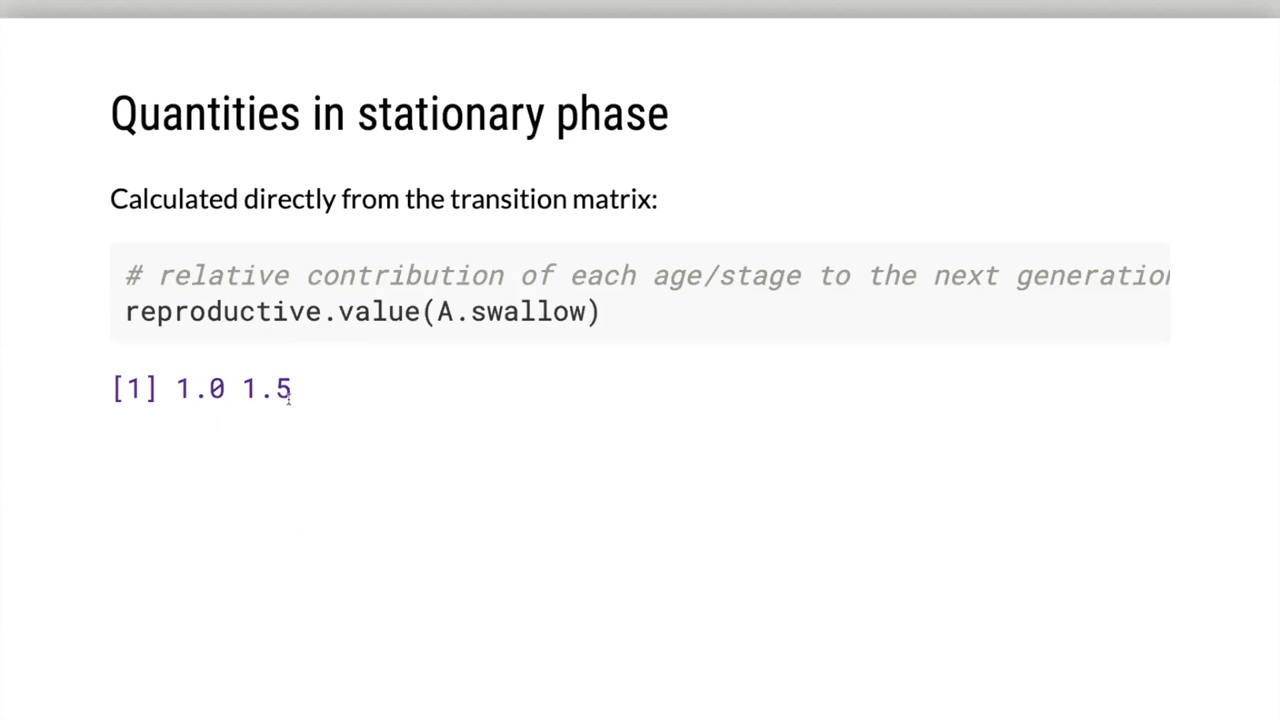 Quantities in stationary phase
Calculated directly from the transition matrix:
# relative contribution of each age/stage to the next generation
reproductive.value(A.swallow)
[1] 1.0 1.5